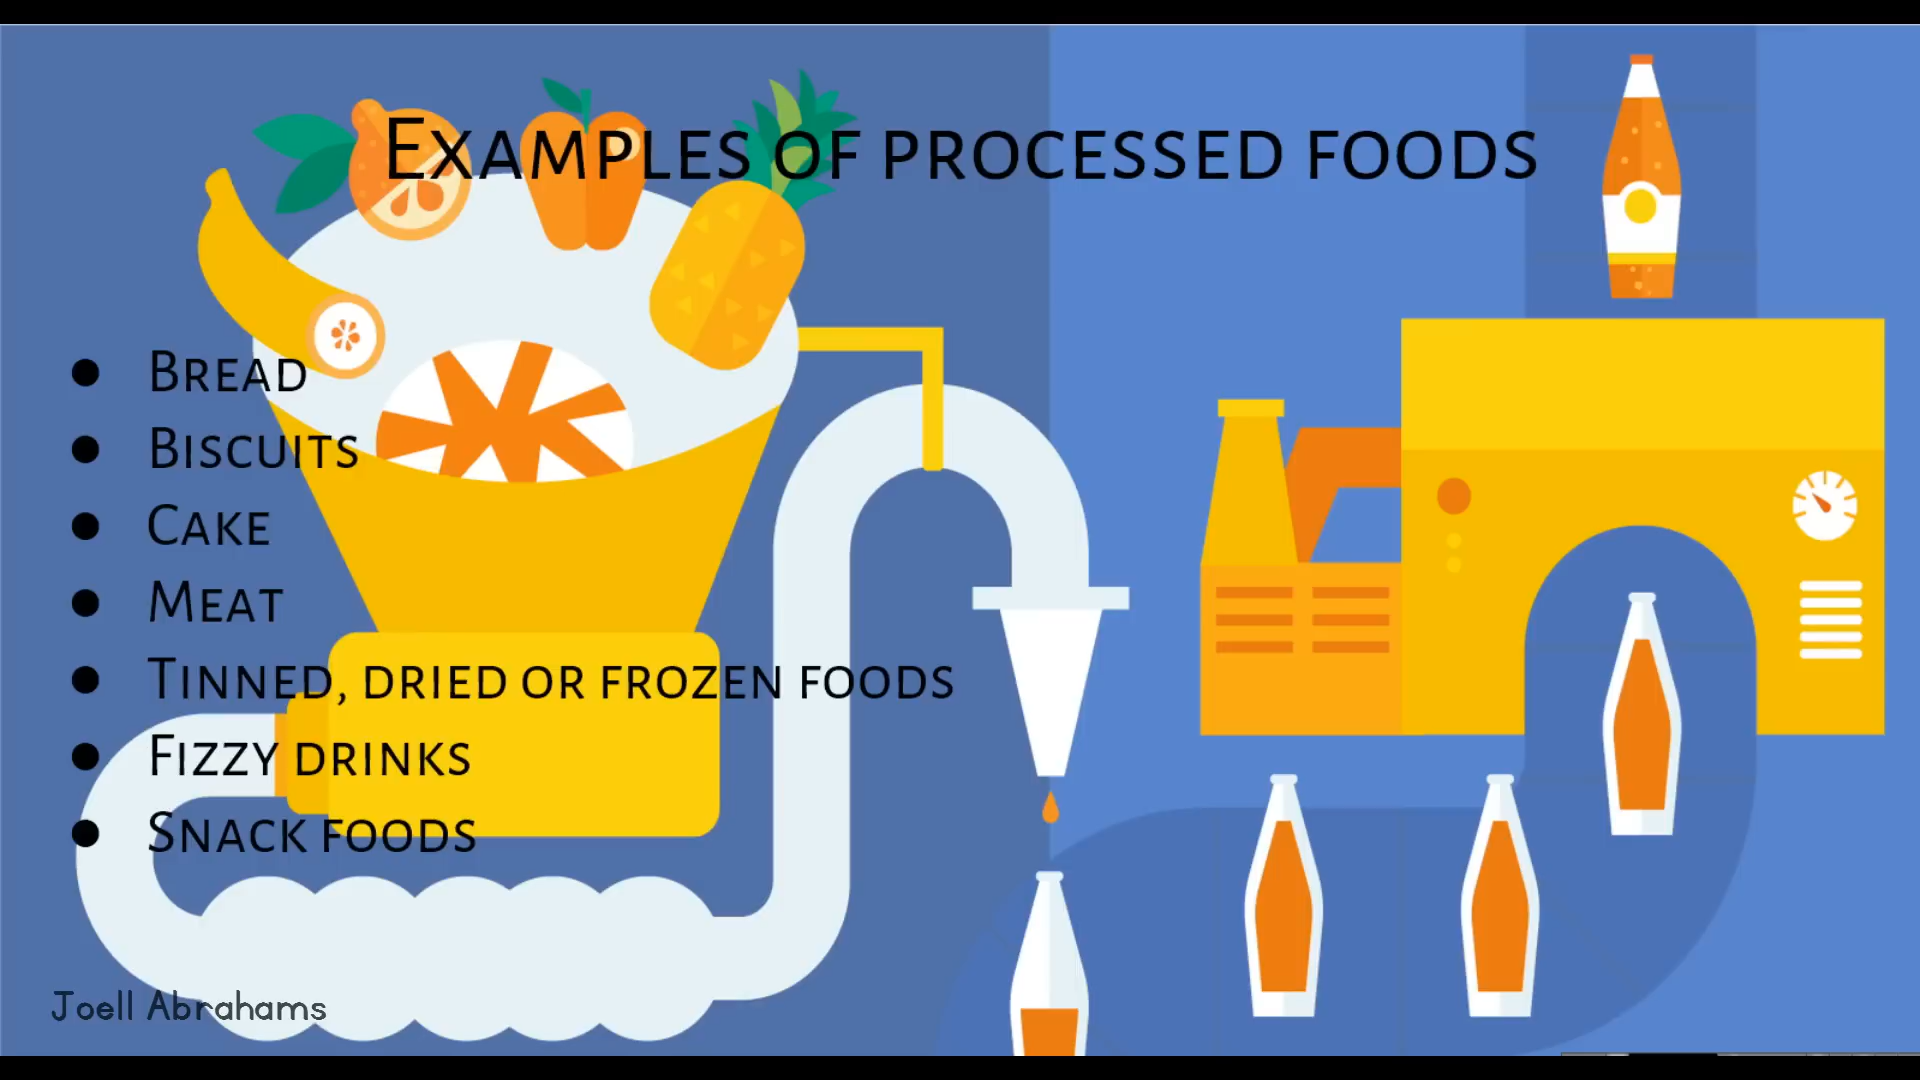 Examples of processed foods
● Bread
● Biscuits
● Cake
● Meat
● Tinned, dried or frozen foods
● Fizzy drinks
● Snack foods
Joell Abrahams